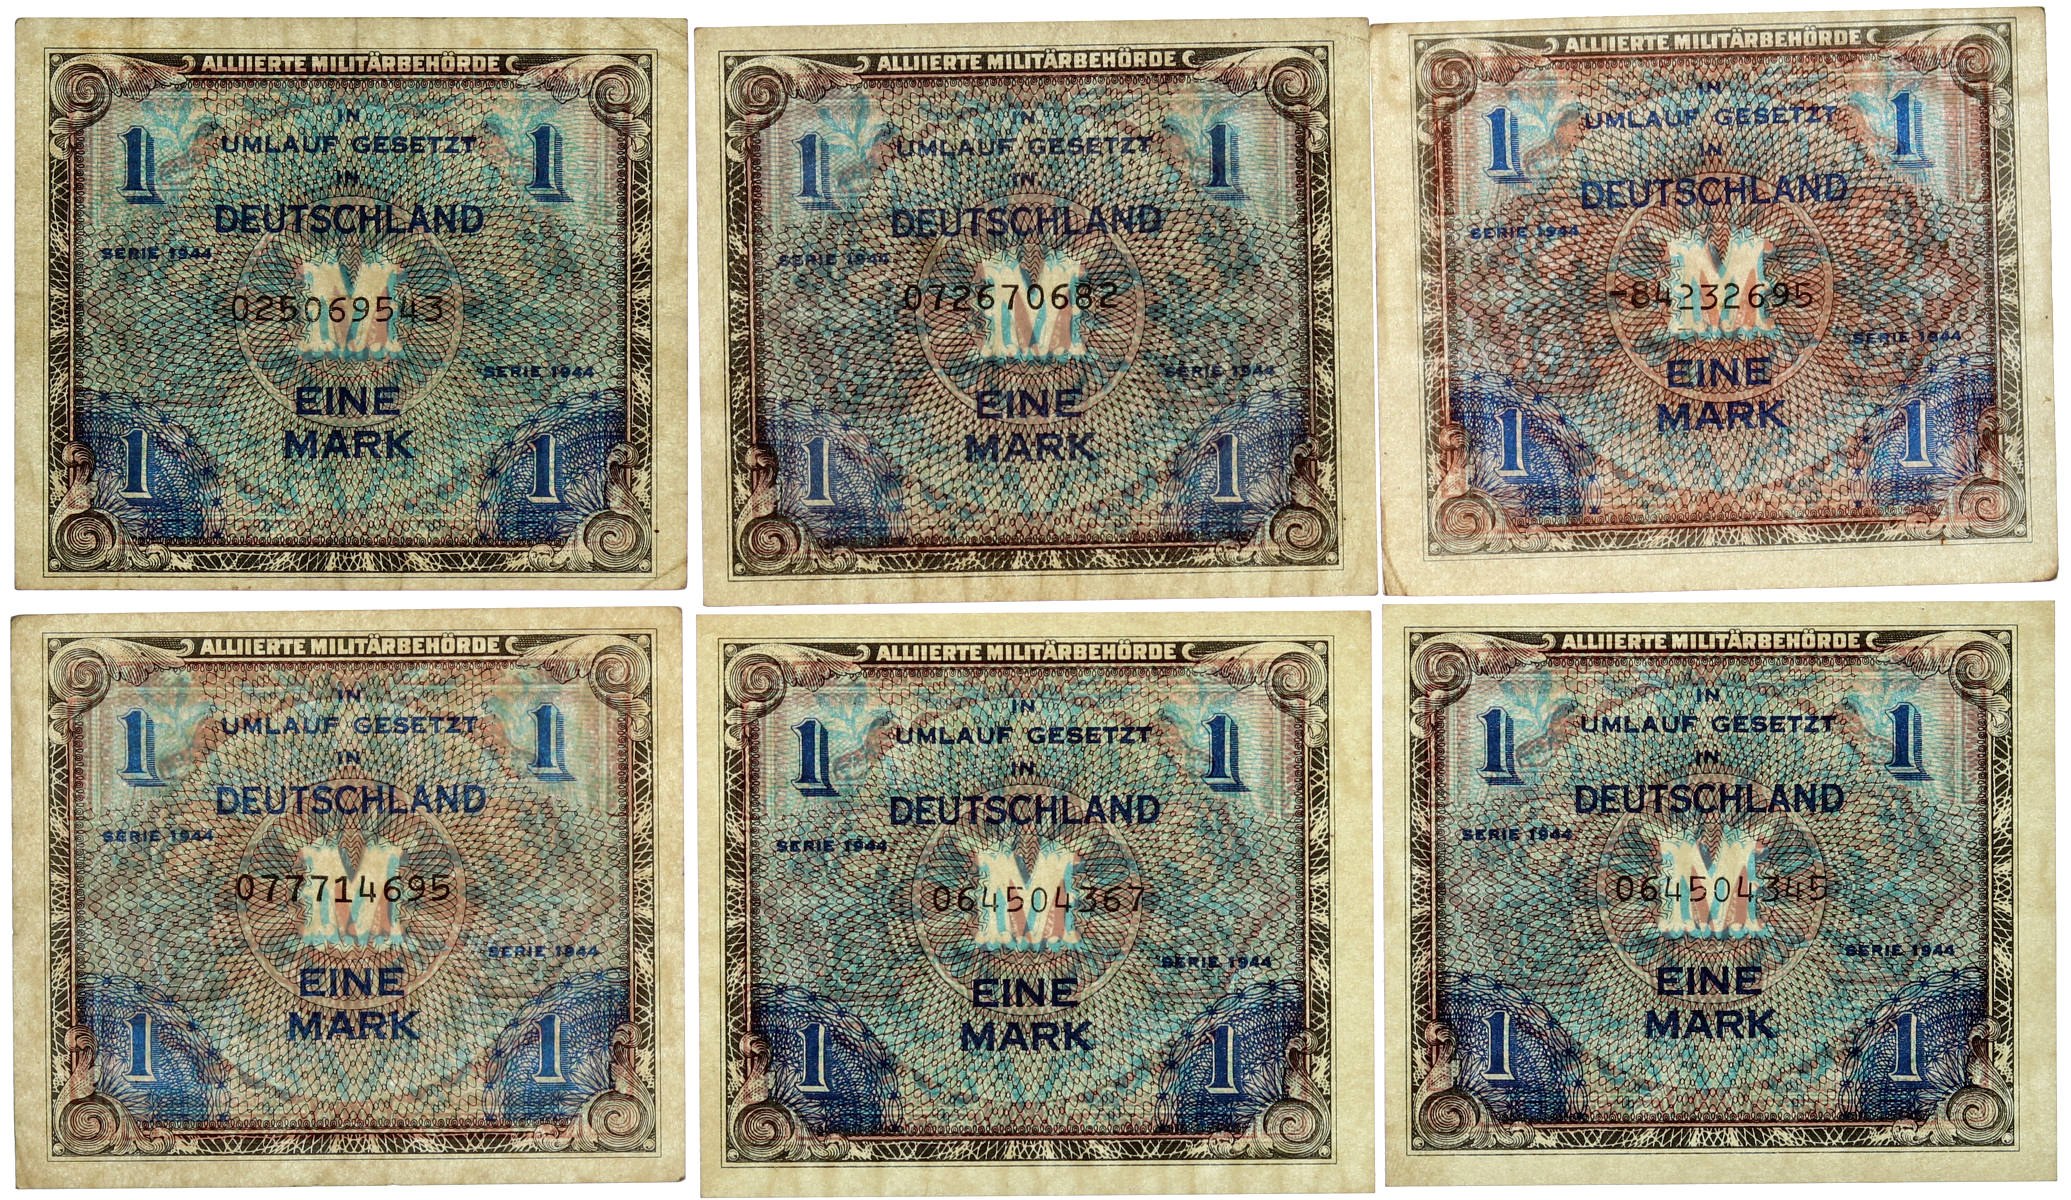 ALLIIERTE MILITÄRBEHÖRDE
1 1
IN
UMLAUF GESETZT
IN
DEUTSCHLAND
SERIE 1944
025069543
SERIE 1944
EINE
MARK
1 1
ALLIIERTE MILITÄRBEHÖRDE
1 1
IN
UMLAUF GESETZT
IN
DEUTSCHLAND
SERIE 1944
072670682
SERIE 1944
EINE
MARK
1 1
ALLIIERTE MILITÄRBEHÖRDE
1 1
IN
UMLAUF GESETZT
IN
DEUTSCHLAND
SERIE 1944
-84232695
SERIE 1944
EINE
MARK
1 1
ALLIIERTE MILITÄRBEHÖRDE
1 1
IN
UMLAUF GESETZT
IN
DEUTSCHLAND
SERIE 1944
077714695
SERIE 1944
EINE
MARK
1 1
ALLIIERTE MILITÄRBEHÖRDE
1 1
IN
UMLAUF GESETZT
IN
DEUTSCHLAND
SERIE 1944
064504367
SERIE 1944
EINE
MARK
1 1
ALLIIERTE MILITÄRBEHÖRDE
1 1
IN
UMLAUF GESETZT
IN
DEUTSCHLAND
SERIE 1944
064504345
SERIE 1944
EINE
MARK
1 1